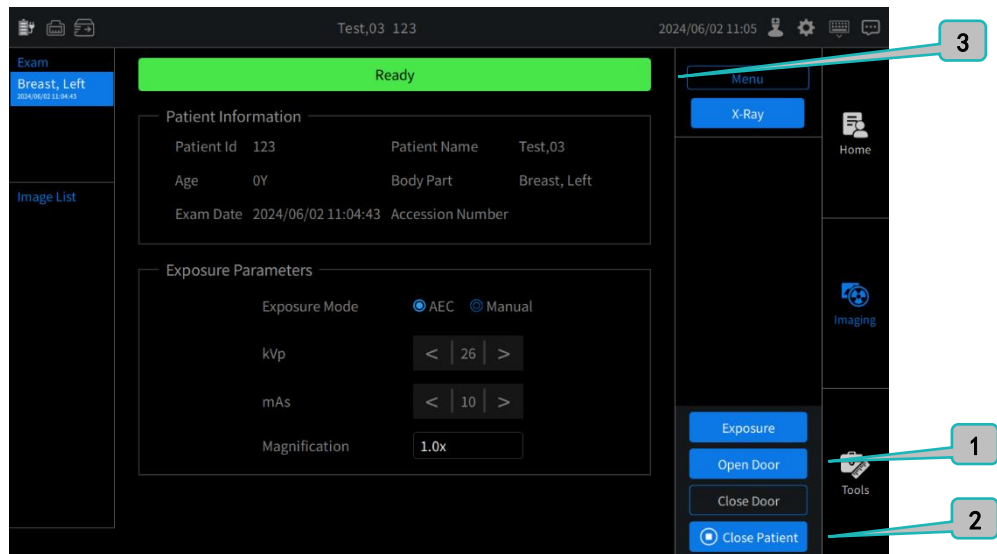 Test,03 123
2024/06/02 11:05
3
Exam
Breast, Left
2024/06/02 11:04:43
Image List
Ready
Patient Information
Patient Id 123 Patient Name Test,03
Age 0Y Body Part Breast, Left
Exam Date 2024/06/02 11:04:43 Accession Number
Exposure Parameters
Exposure Mode AEC Manual
kVp < 26 >
mAs < 10 >
Magnification 1.0x
Menu
X-Ray
Exposure
Open Door
Close Door
Close Patient
Home
Imaging
Tools
1
2